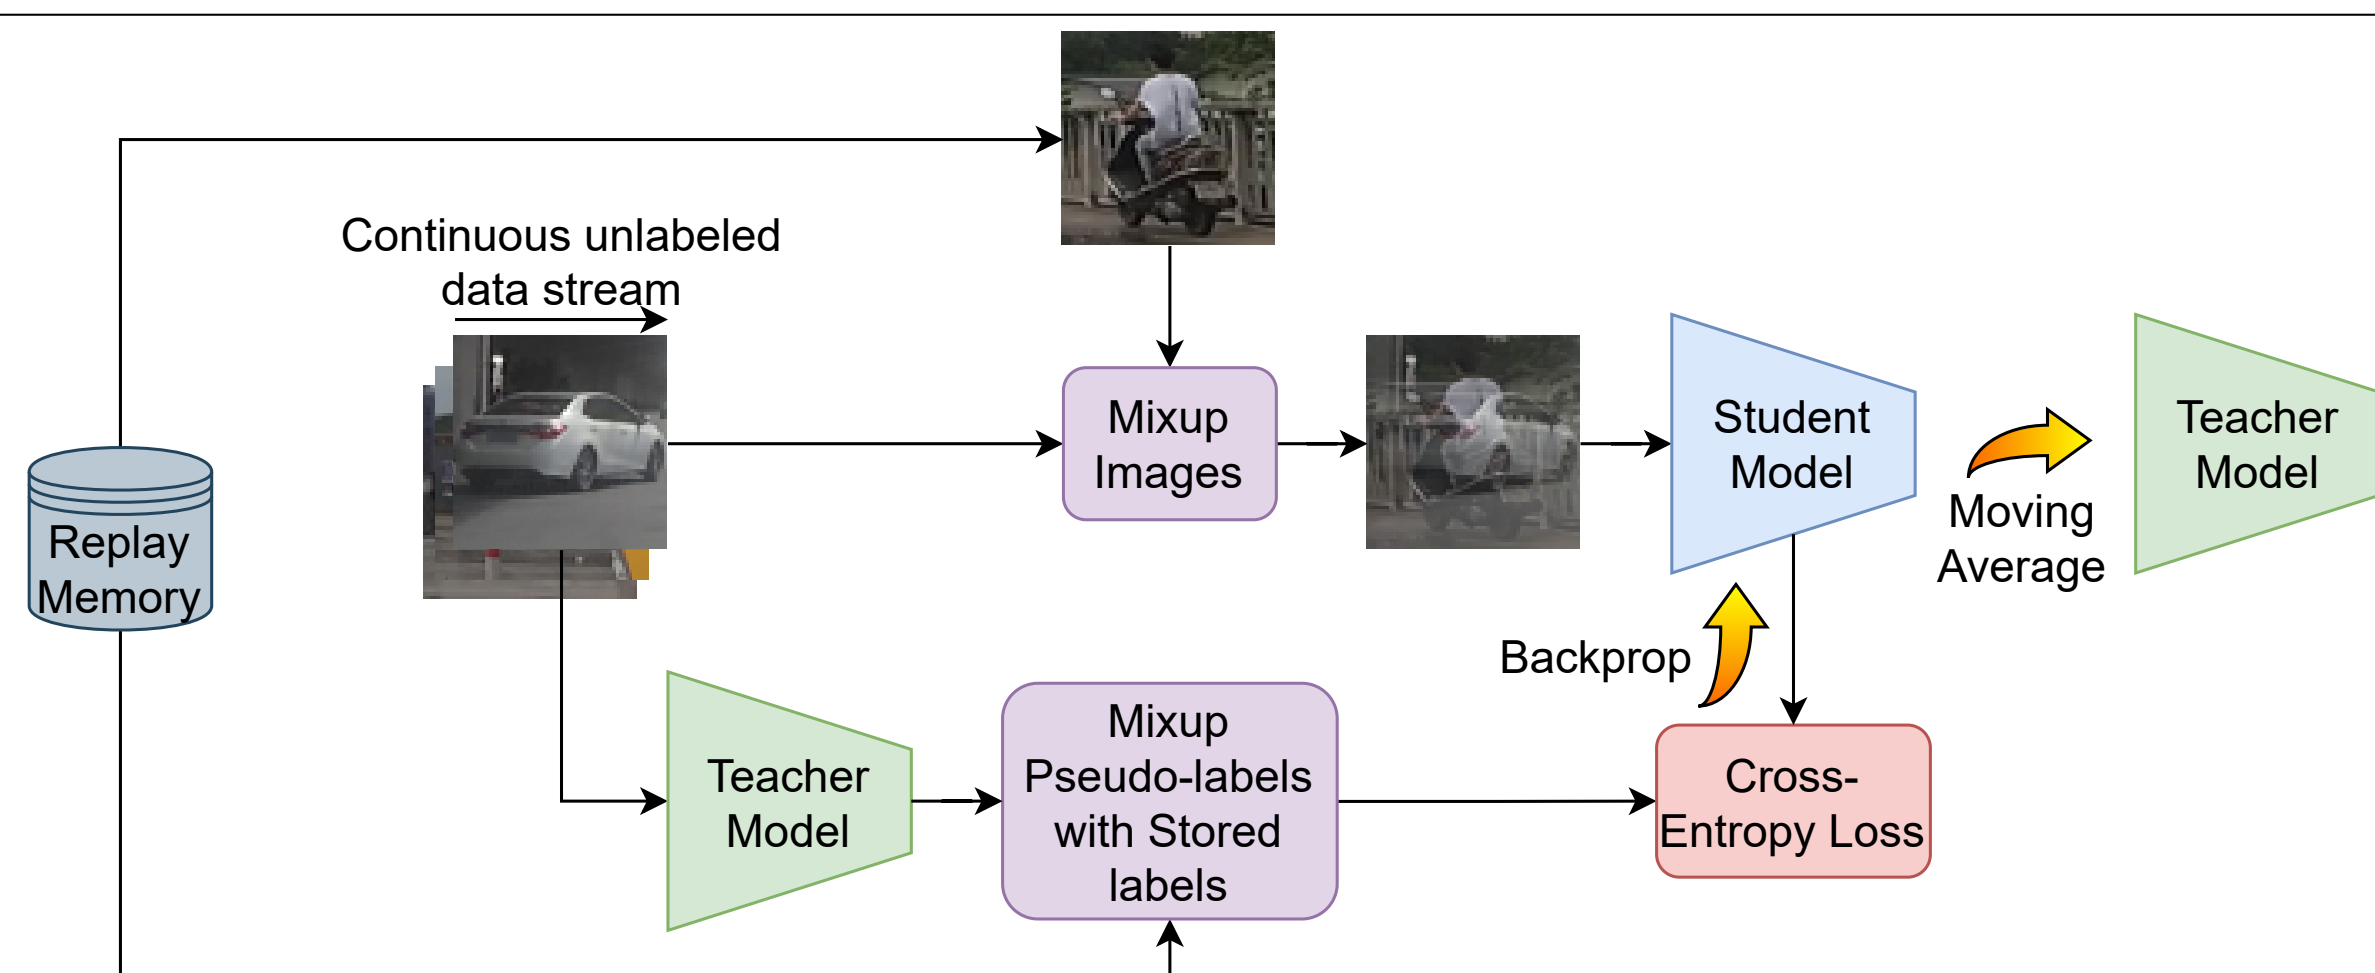 Continuous unlabeled
data stream
Replay
Memory
Mixup
Images
Student
Model
Moving
Average
Teacher
Model
Backprop
Teacher
Model
Mixup
Pseudo-labels
with Stored
labels
Cross-
Entropy Loss